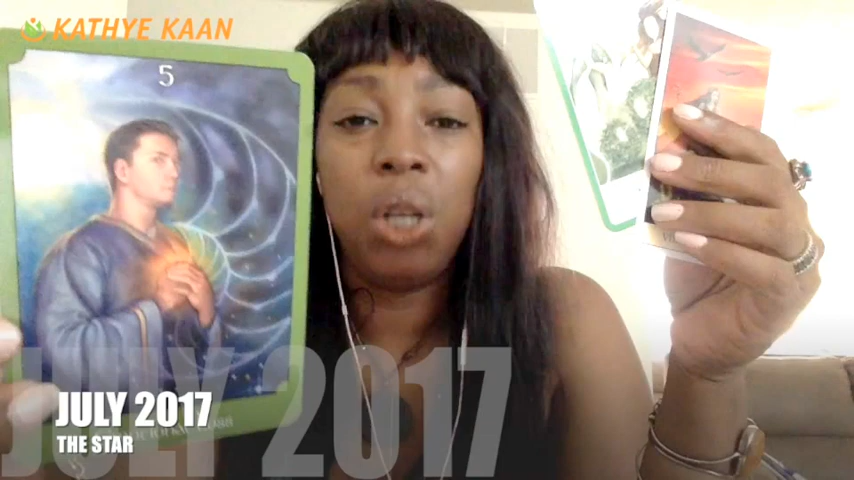 KATHYE KAAN
5
JULY 2017
JULY 2017
THE STAR